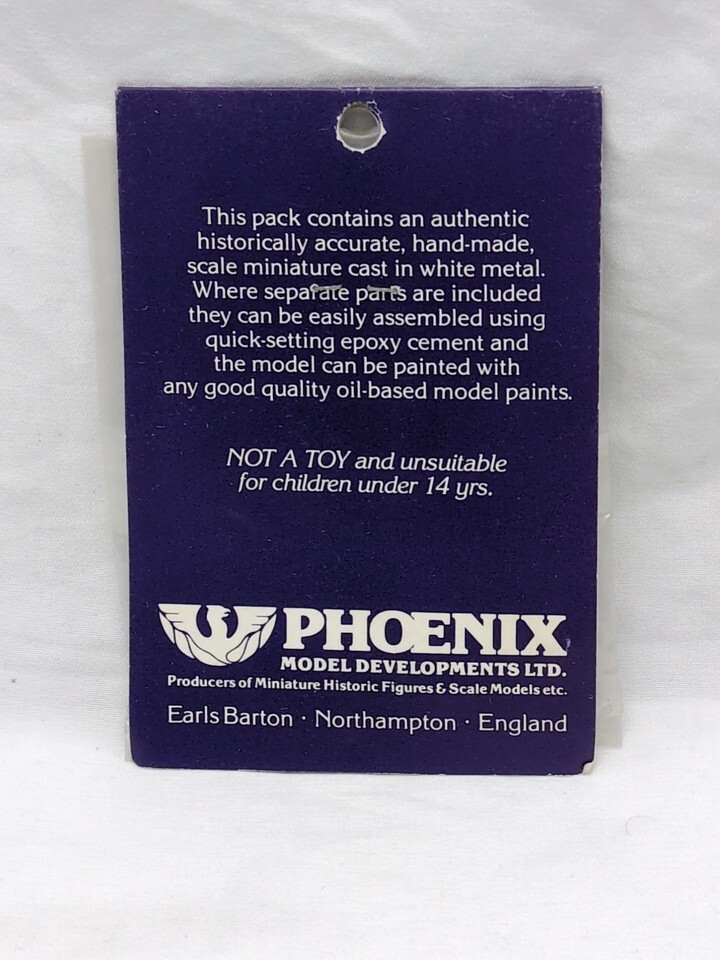 This pack contains an authentic
historically accurate, hand-made,
scale miniature cast in white metal.
Where separate parts are included
they can be easily assembled using
quick-setting epoxy cement and
the model can be painted with
any good quality oil-based model paints.
NOT A TOY and unsuitable
for children under 14 yrs.
PHOENIX
MODEL DEVELOPMENTS LTD.
Producers of Miniature Historic Figures & Scale Models etc.
Earls Barton · Northampton · England